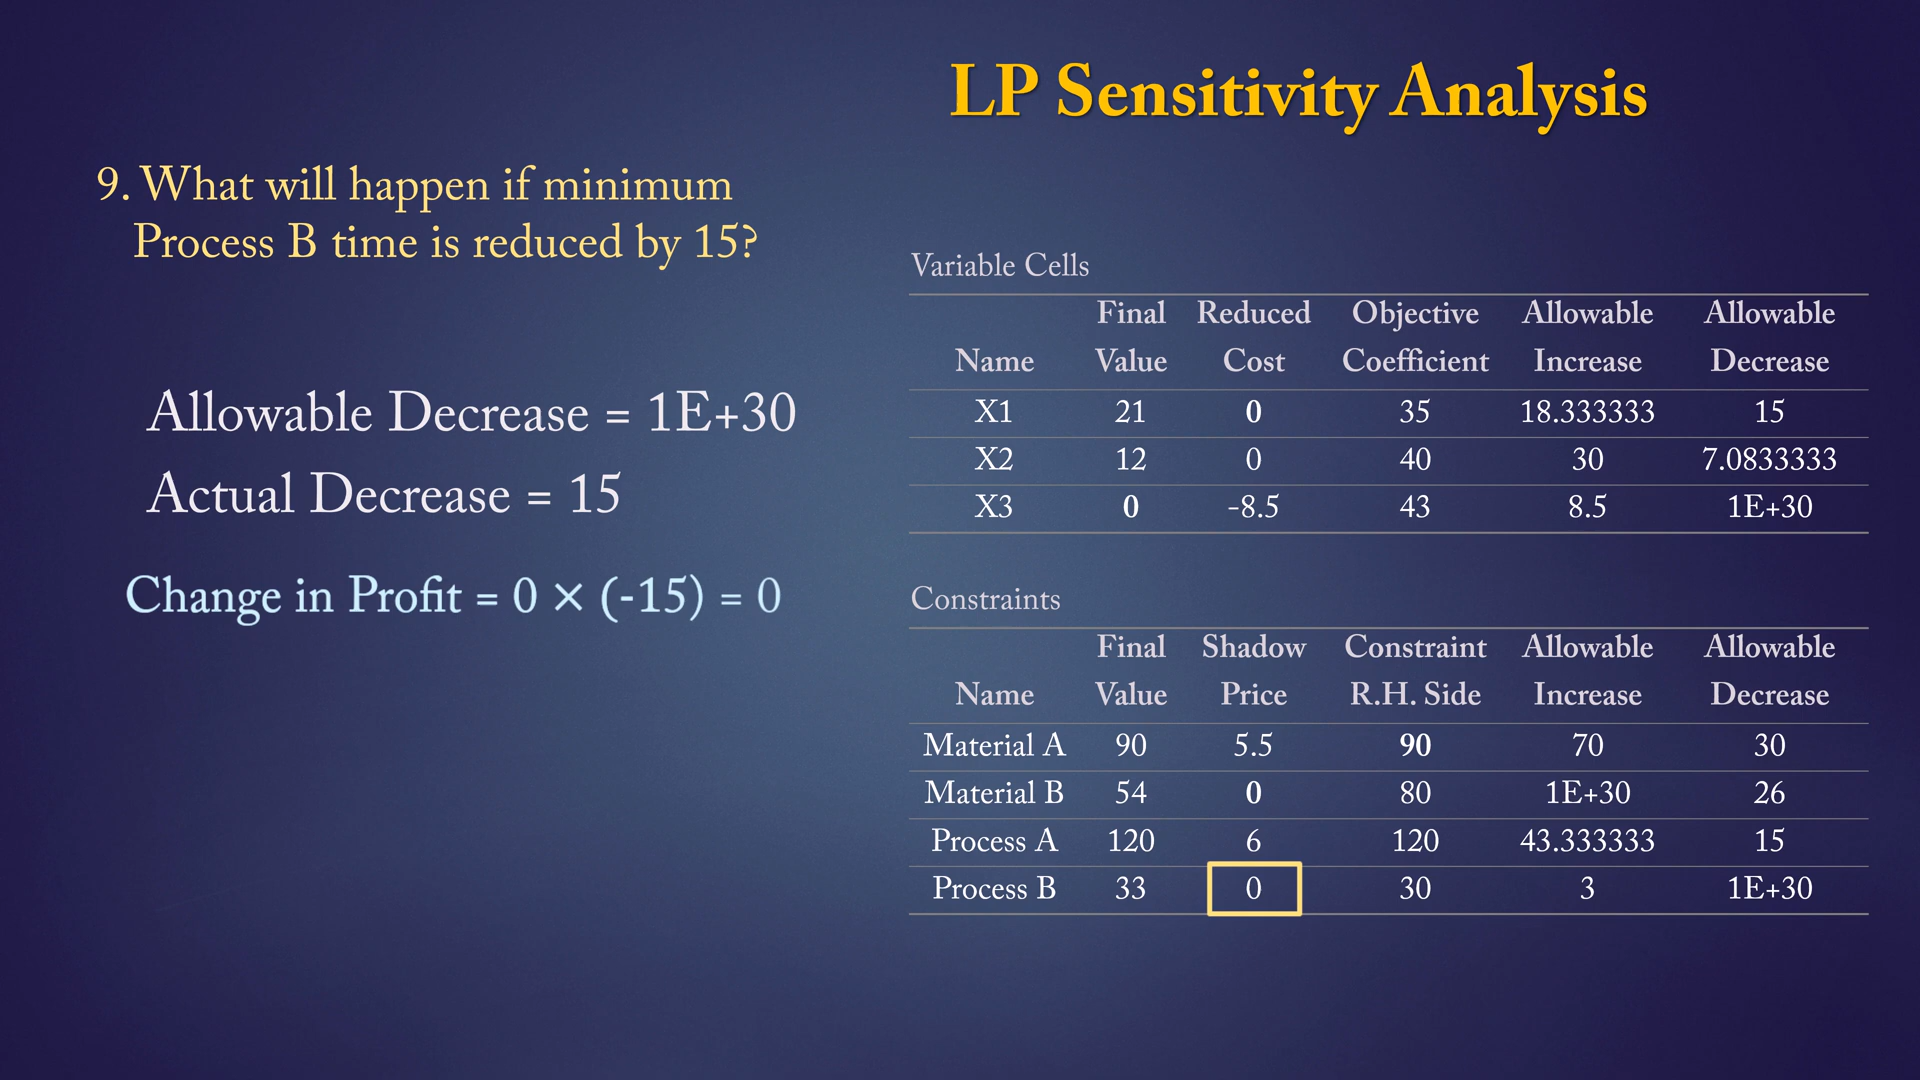 LP Sensitivity Analysis
9. What will happen if minimum
Process B time is reduced by 15?
Allowable Decrease = 1E+30
Actual Decrease = 15
Change in Profit = 0 × (-15) = 0
Variable Cells
Final Reduced Objective Allowable Allowable
Name Value Cost Coefficient Increase Decrease
X1 21 0 35 18.333333 15
X2 12 0 40 30 7.0833333
X3 0 -8.5 43 8.5 1E+30
Constraints
Final Shadow Constraint Allowable Allowable
Name Value Price R.H. Side Increase Decrease
Material A 90 5.5 90 70 30
Material B 54 0 80 1E+30 26
Process A 120 6 120 43.333333 15
Process B 33 0 30 3 1E+30